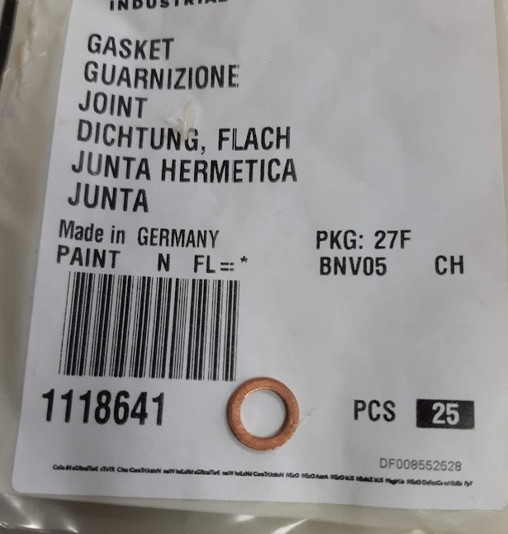 INDUSTRIAL
GASKET
GUARNIZIONE
JOINT
DICHTUNG, FLACH
JUNTA HERMETICA
JUNTA
Made in GERMANY PKG: 27F
PAINT N FL=:* BNV05 CH
1118641 PCS 25
DF008552528